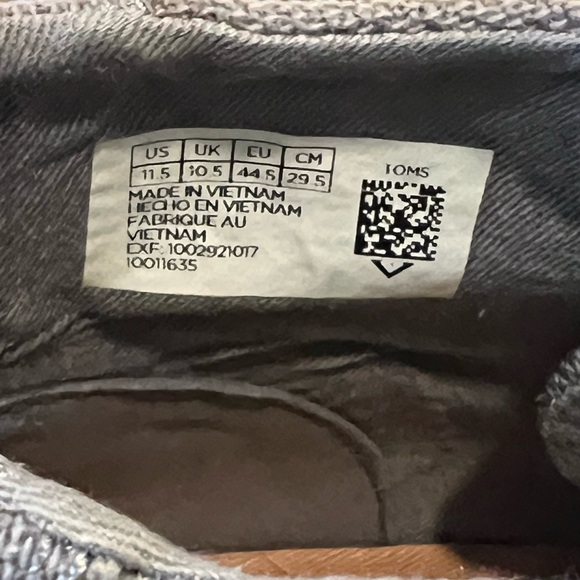 US UK EU CM
11.5 10.5 44.5 29.5
MADE IN VIETNAM
HECHO EN VIETNAM
FABRIQUE AU
VIETNAM
DXF: 1002921017
10011635
TOMS